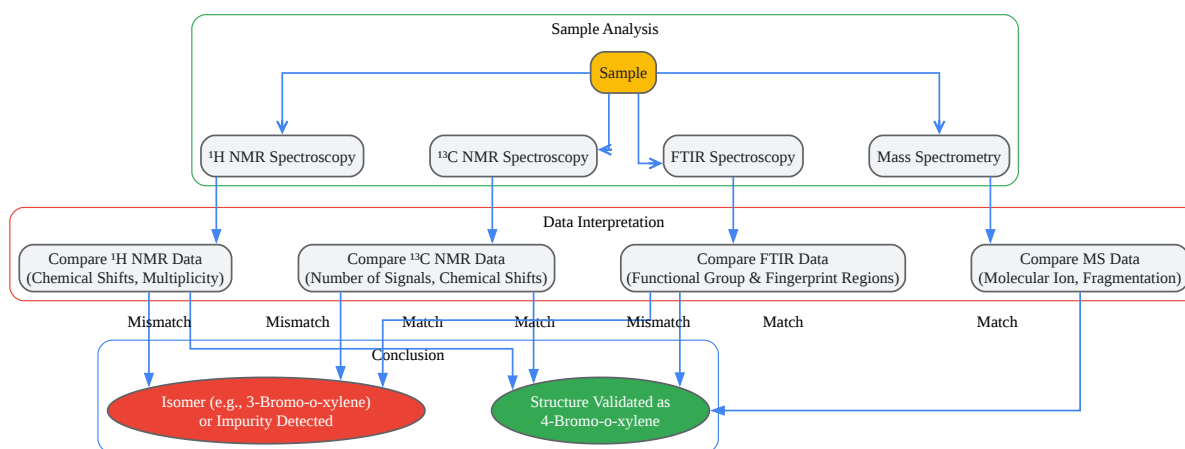 Sample Analysis
Sample
¹H NMR Spectroscopy
¹³C NMR Spectroscopy
FTIR Spectroscopy
Mass Spectrometry
Data Interpretation
Compare ¹H NMR Data
(Chemical Shifts, Multiplicity)
Compare ¹³C NMR Data
(Number of Signals, Chemical Shifts)
Compare FTIR Data
(Functional Group & Fingerprint Regions)
Compare MS Data
(Molecular Ion, Fragmentation)
Mismatch
Mismatch
Match
Match
Mismatch
Match
Match
Conclusion
Isomer (e.g., 3-Bromo-o-xylene)
or Impurity Detected
Structure Validated as
4-Bromo-o-xylene